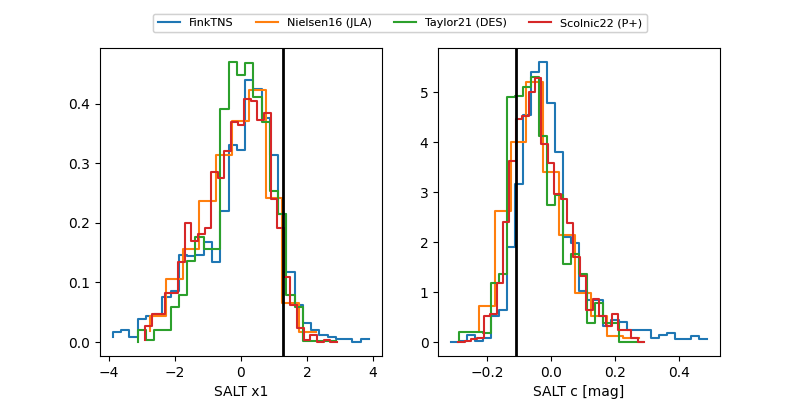 FinkTNS Nielsen16 (JLA) Taylor21 (DES) Scolnic22 (P+)
0.4
0.3
0.2
0.1
0.0
−4 −2 0 2 4
SALT x1
5
4
3
2
1
0
−0.2 0.0 0.2 0.4
SALT c [mag]